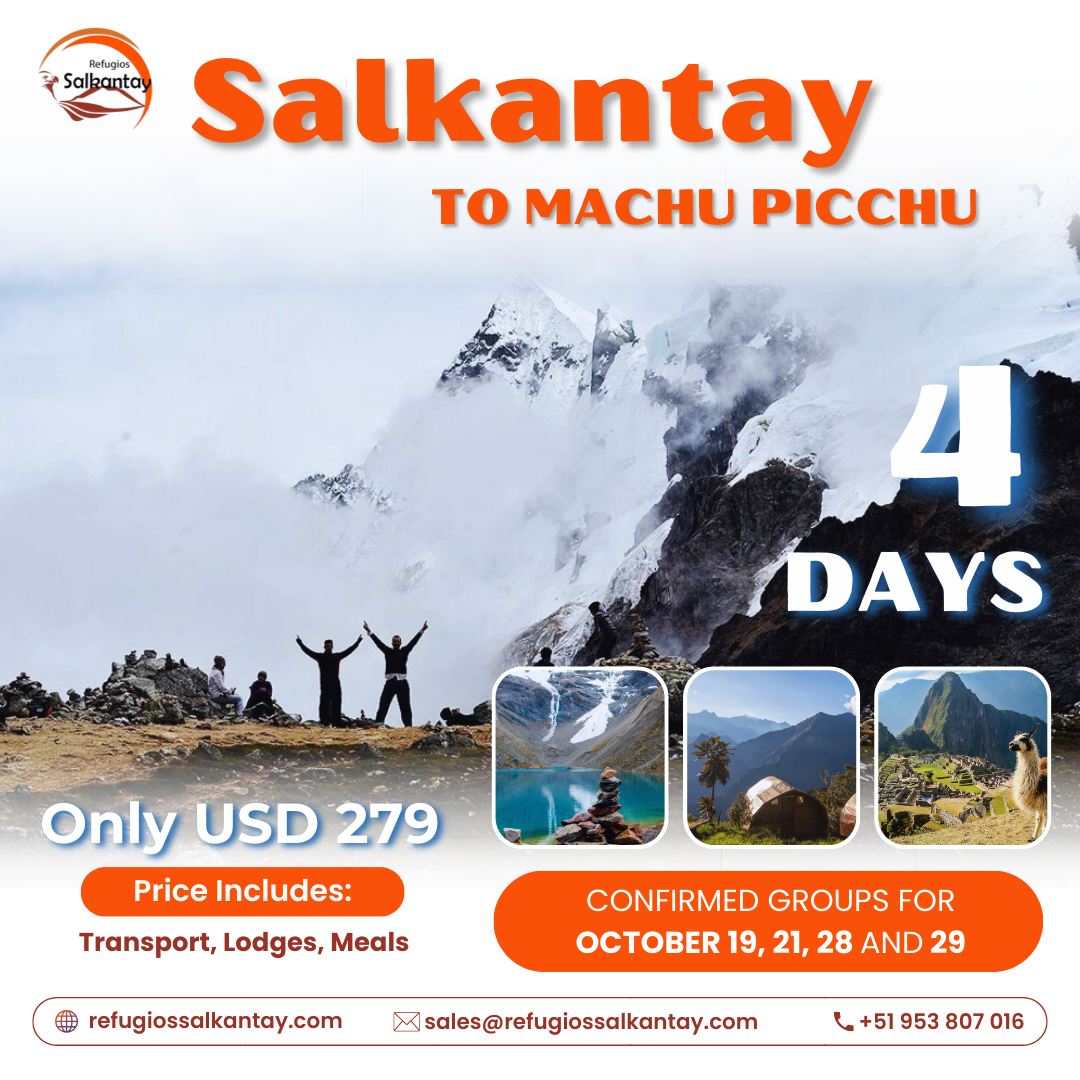 Refugios
Salkantay
Salkantay
TO MACHU PICCHU
4
DAYS
Only USD 279
Price Includes:
Transport, Lodges, Meals
CONFIRMED GROUPS FOR
OCTOBER 19, 21, 28 AND 29
refugiossalkantay.com
sales@refugiossalkantay.com
+51 953 807 016